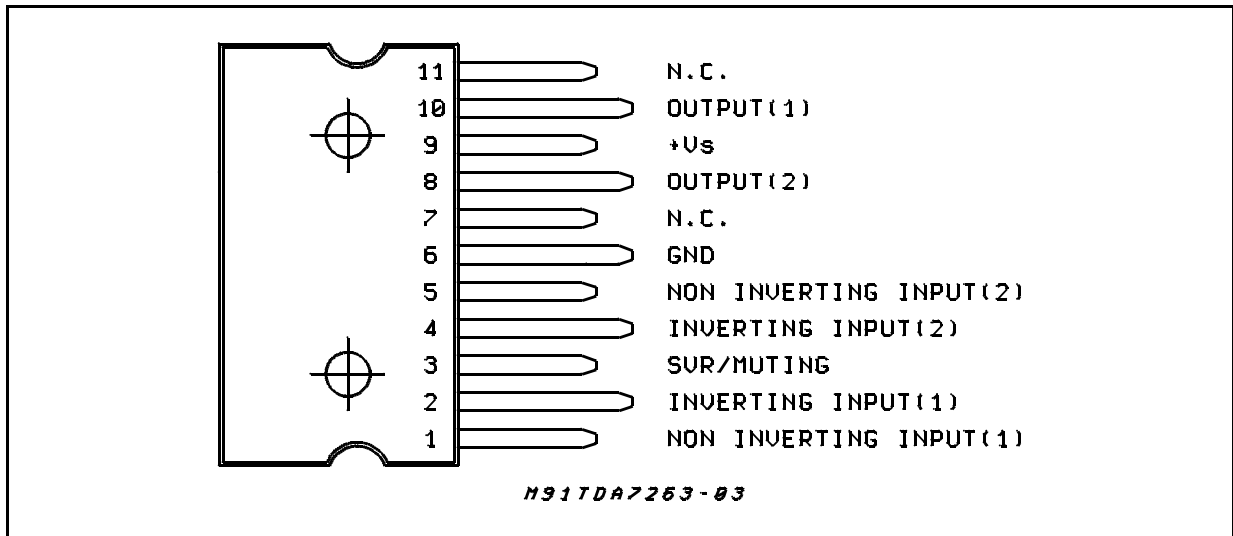 11 N.C.
10 OUTPUT(1)
9 +Vs
8 OUTPUT(2)
7 N.C.
6 GND
5 NON INVERTING INPUT(2)
4 INVERTING INPUT(2)
3 SVR/MUTING
2 INVERTING INPUT(1)
1 NON INVERTING INPUT(1)
M91TDA7263-03